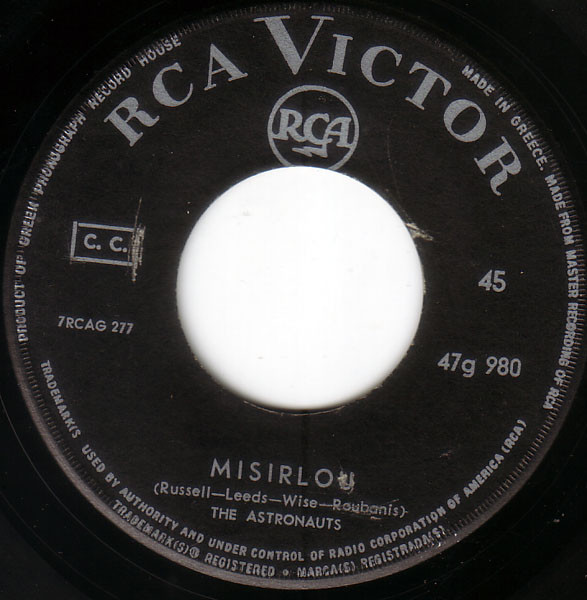 RCA VICTOR
RCA
PRODUCT OF GREEK PHONOGRAPH RECORD HOUSE
MADE IN GREECE. MADE FROM MASTER RECORDING OF RCA
C. C.
45
7RCAG 277
47g 980
MISIRLOU
(Russell—Leeds—Wise—Roubanis)
THE ASTRONAUTS
TRADEMARK/S USED BY AUTHORITY AND UNDER CONTROL OF RADIO CORPORATION OF AMERICA (RCA)
TRADEMARK(S)® REGISTERED • MARCA(S) REGISTRADA(S)